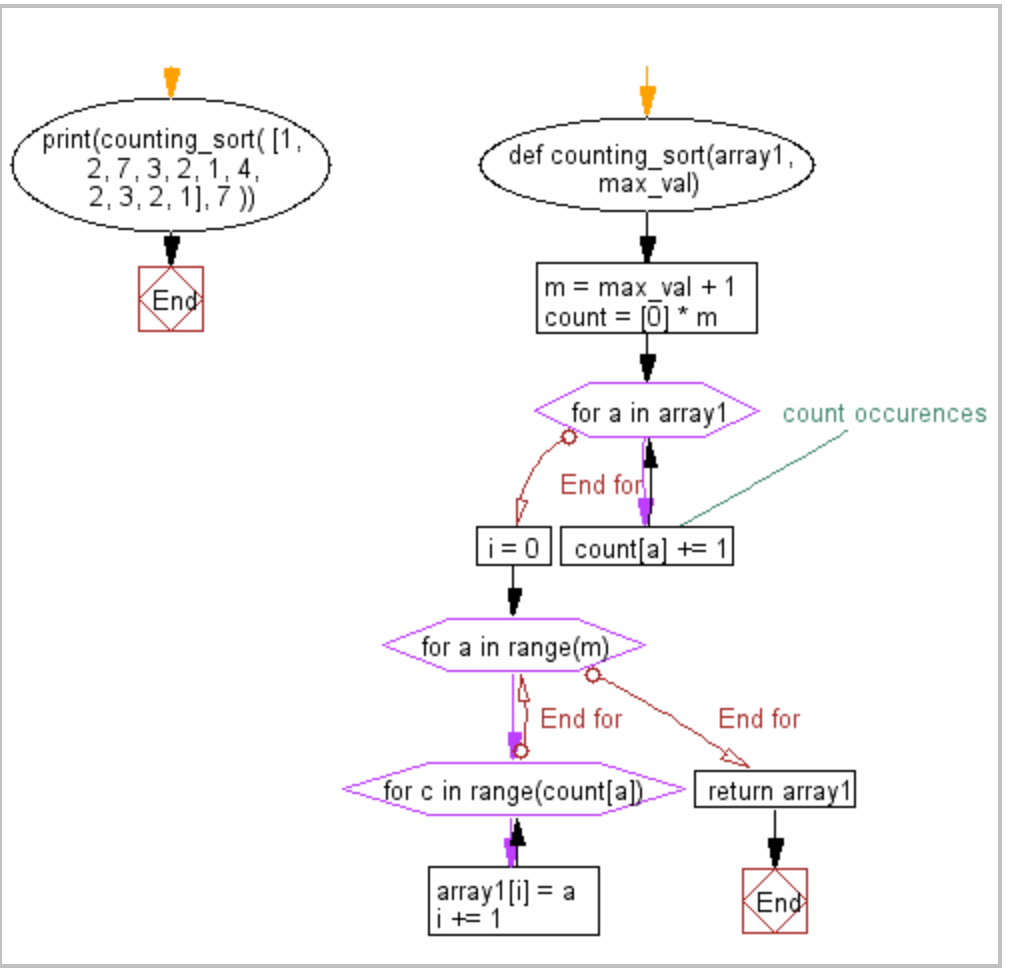 print(counting_sort( [1,
2, 7, 3, 2, 1, 4,
2, 3, 2, 1], 7 ))
End
def counting_sort(array1,
max_val)
m = max_val + 1
count = [0] * m
for a in array1
count occurences
End for
i = 0
count[a] += 1
for a in range(m)
End for
End for
for c in range(count[a])
return array1
array1[i] = a
i += 1
End